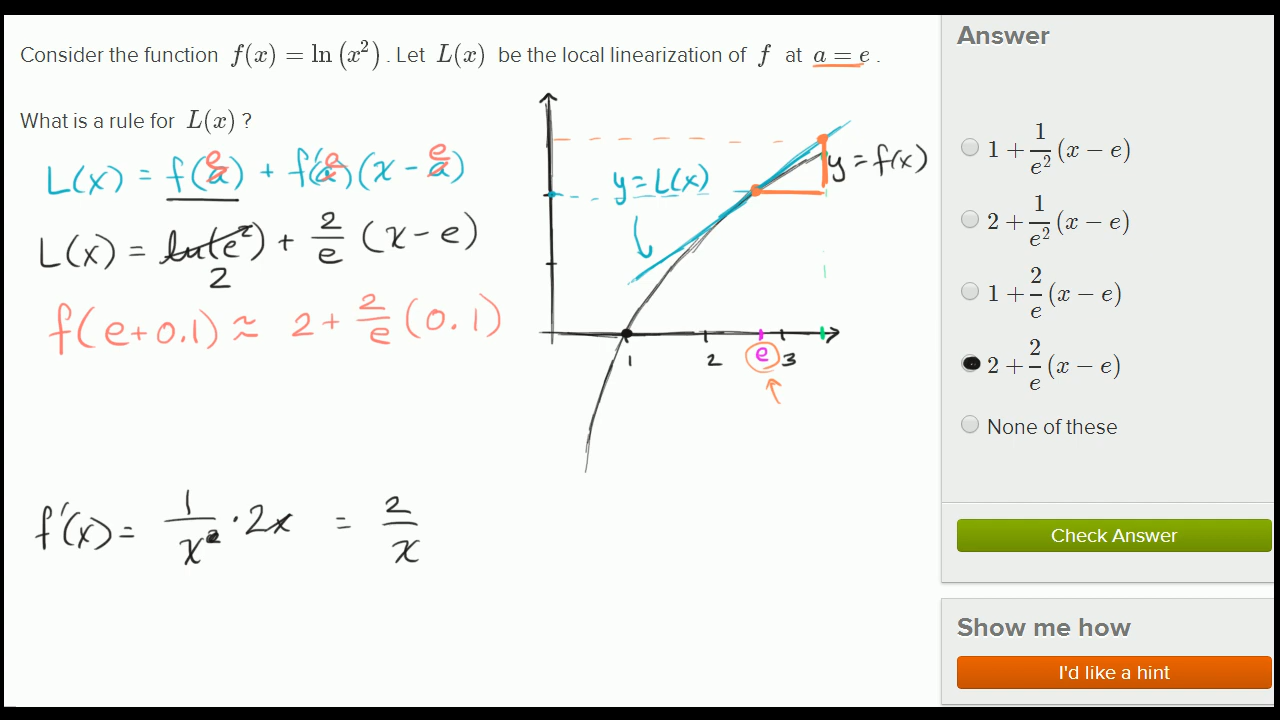 Consider the function f(x) = ln(x²). Let L(x) be the local linearization of f at a = e.
What is a rule for L(x)?
L(x) = f(e) + f'(e)(x − e)
L(x) = ln(e²) + 2/e (x − e)
2
f(e+0.1) ≈ 2 + 2/e (0.1)
f'(x) = 1/x² · 2x = 2/x
y = L(x)
y = f(x)
1 2 e 3
Answer
1 + 1/e² (x − e)
2 + 1/e² (x − e)
1 + 2/e (x − e)
2 + 2/e (x − e)
None of these
Check Answer
Show me how
I'd like a hint